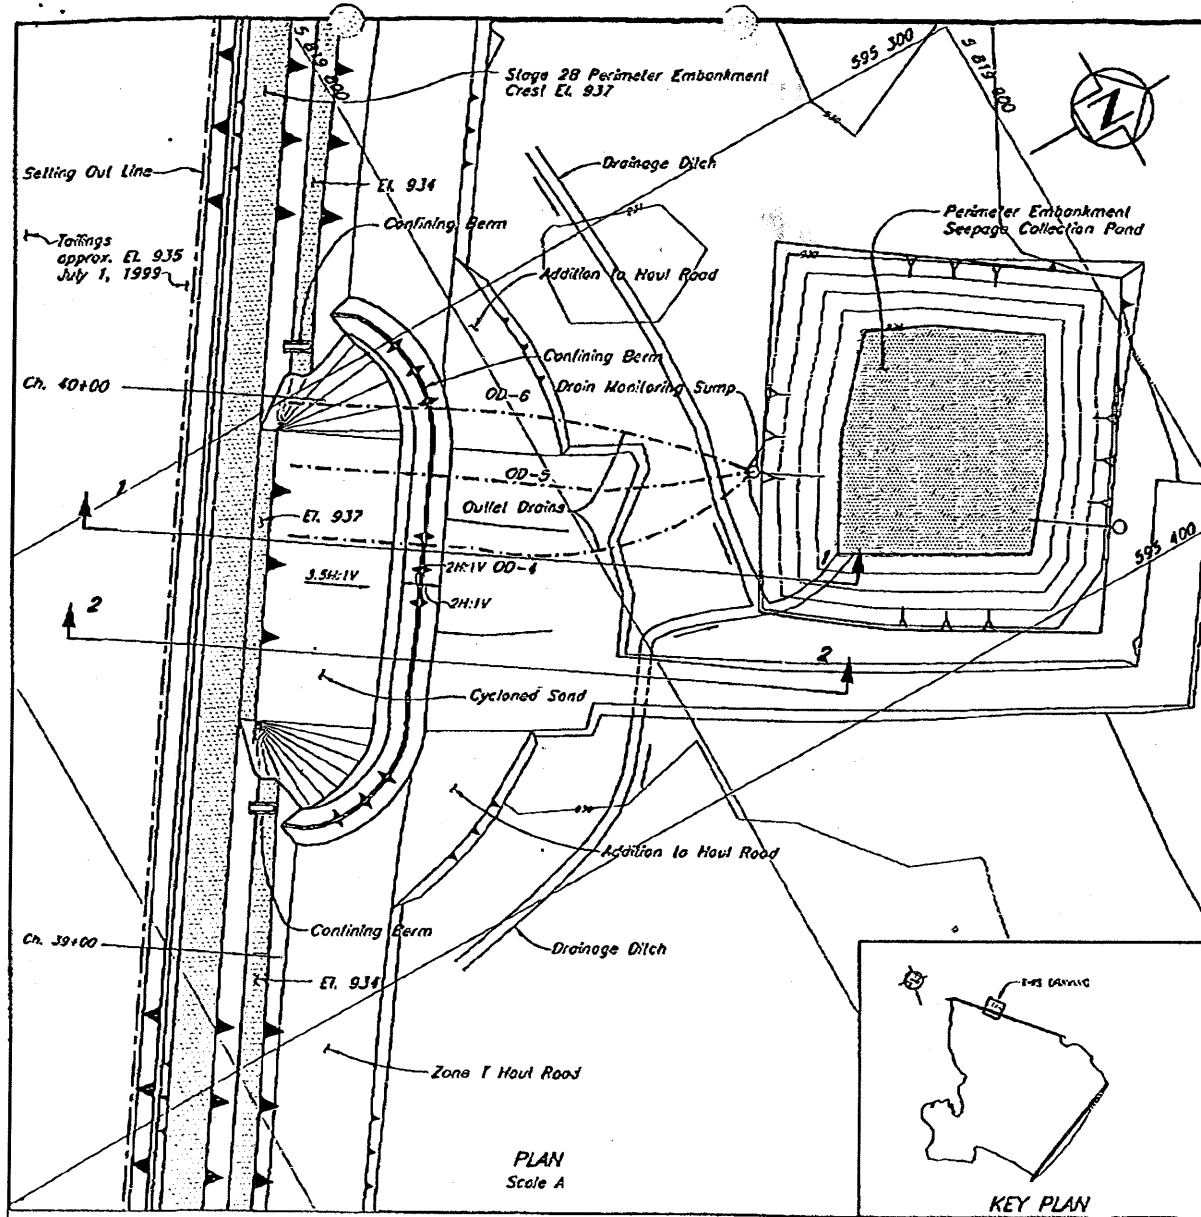 595 300
5 819 800
5 819 900
Stage 2B Perimeter Embankment
Crest El. 937
Drainage Ditch
Setting Out Line
El. 934
Perimeter Embankment
Seepage Collection Pond
Confining Berm
Tailings
approx. El. 935
July 1, 1999
Addition to Haul Road
Confining Berm
Drain Monitoring Sump
Ch. 40+00
OD-6
OD-5
1
Outlet Drains
El. 937
1
595 400
3.5H:1V
2H:1V OD-4
2H:1V
2
2
Cycloned Sand
930
Addition to Haul Road
Confining Berm
Ch. 39+00
Drainage Ditch
El. 934
Zone T Haul Road
PLAN
Scale A
KEY PLAN